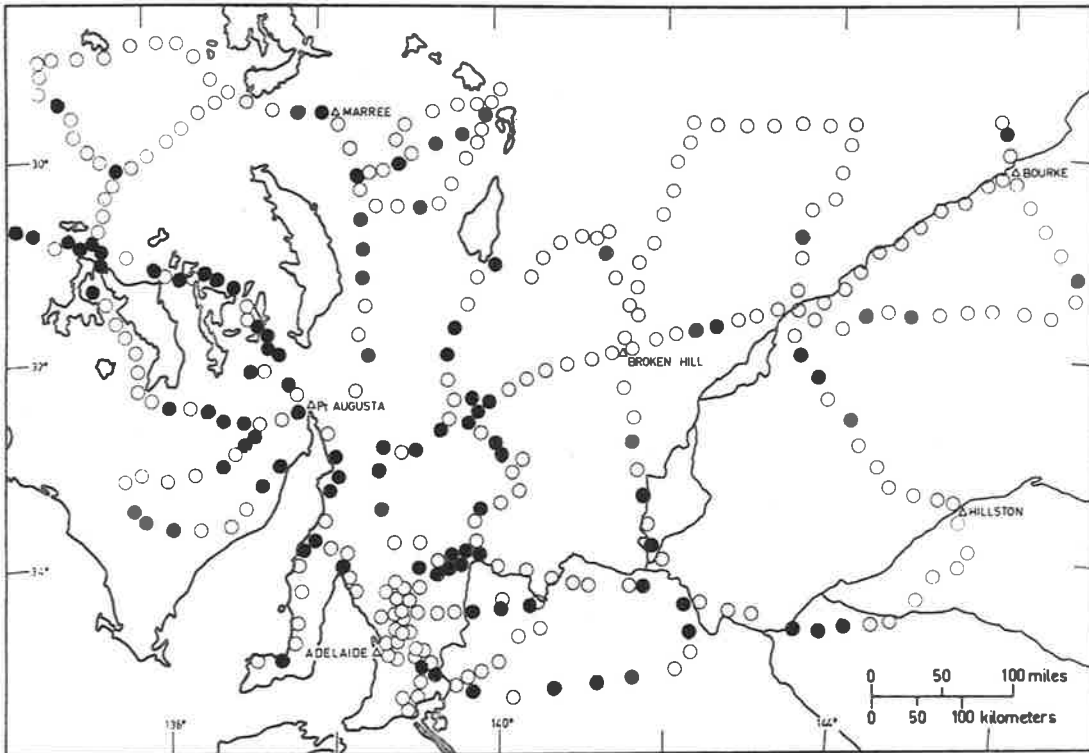 MARREE
30°
BOURKE
32°
BROKEN HILL
Pt AUGUSTA
HILLSTON
34°
ADELAIDE
0 50 100 miles
0 50 100 kilometers
136° 140° 144°